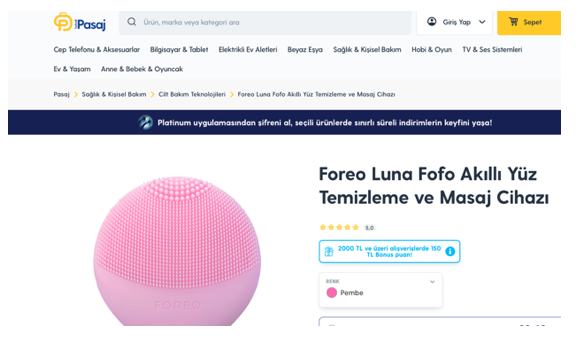 Pasaj
Ürün, marka veya kategori ara
Giriş Yap
Sepet
Cep Telefonu & Aksesuarlar Bilgisayar & Tablet Elektrikli Ev Aletleri Beyaz Eşya Sağlık & Kişisel Bakım Hobi & Oyun TV & Ses Sistemleri
Ev & Yaşam Anne & Bebek & Oyuncak
Pasaj > Sağlık & Kişisel Bakım > Cilt Bakım Teknolojileri > Foreo Luna Fofo Akıllı Yüz Temizleme ve Masaj Cihazı
Platinum uygulamasından şifreni al, seçili ürünlerde sınırlı süreli indirimlerin keyfini yaşa!
Foreo Luna Fofo Akıllı Yüz
Temizleme ve Masaj Cihazı
5,0
2000 TL ve üzeri alışverişlerde 150
TL Bonus puan!
RENK
Pembe
FOREO